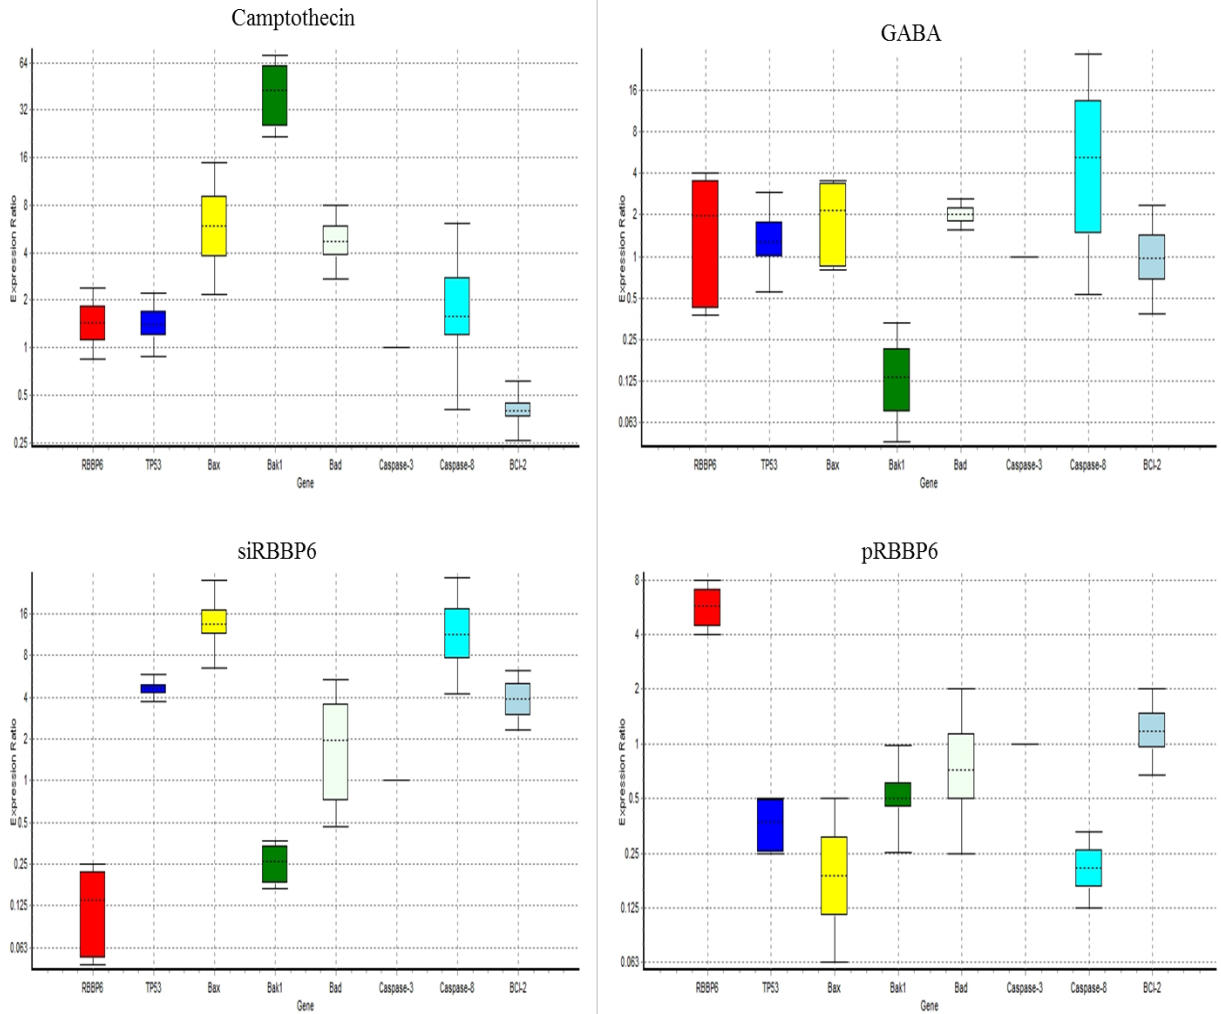 Camptothecin
64
32
16
8
4
2
1
0.5
0.25
Expression Ratio
RBBP6 TP53 Bax Bak1 Bad Caspase-3 Caspase-8 BCl-2
Gene
GABA
16
8
4
2
1
0.5
0.25
0.125
0.063
Expression Ratio
RBBP6 TP53 Bax Bak1 Bad Caspase-3 Caspase-8 BCl-2
Gene
siRBBP6
16
8
4
2
1
0.5
0.25
0.125
0.063
Expression Ratio
RBBP6 TP53 Bax Bak1 Bad Caspase-3 Caspase-8 BCl-2
Gene
pRBBP6
8
4
2
1
0.5
0.25
0.125
0.063
Expression Ratio
RBBP6 TP53 Bax Bak1 Bad Caspase-3 Caspase-8 BCl-2
Gene